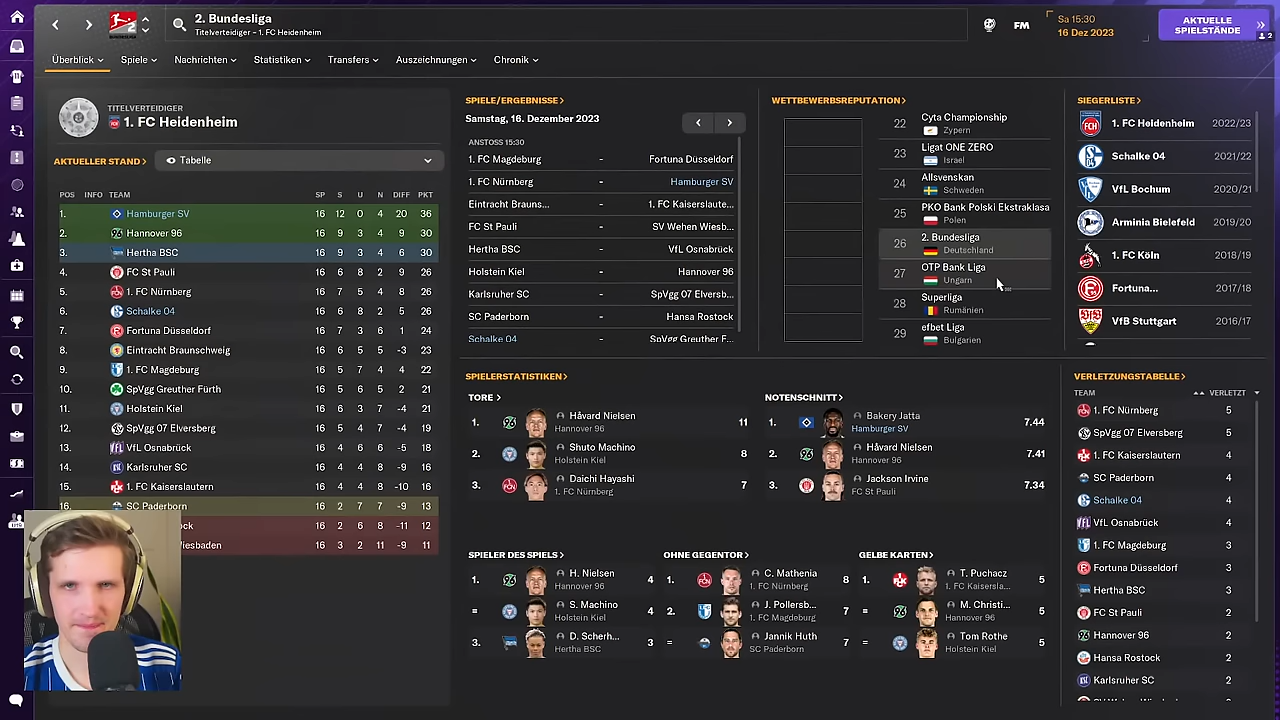 2. Bundesliga
Titelverteidiger – 1. FC Heidenheim
FM
Sa 15:30
16 Dez 2023
AKTUELLE
SPIELSTÄNDE
2
Überblick
Spiele
Nachrichten
Statistiken
Transfers
Auszeichnungen
Chronik
TITELVERTEIDIGER
1. FC Heidenheim
AKTUELLER STAND
Tabelle
POS INFO TEAM SP S U N DIFF PKT
1. Hamburger SV 16 12 0 4 20 36
2. Hannover 96 16 9 3 4 9 30
3. Hertha BSC 16 9 3 4 6 30
4. FC St Pauli 16 6 8 2 9 26
5. 1. FC Nürnberg 16 7 5 4 8 26
6. Schalke 04 16 6 8 2 5 26
7. Fortuna Düsseldorf 16 7 3 6 1 24
8. Eintracht Braunschweig 16 6 5 5 -3 23
9. 1. FC Magdeburg 16 5 7 4 4 22
10. SpVgg Greuther Fürth 16 5 6 5 2 21
11. Holstein Kiel 16 6 3 7 -4 21
12. SpVgg 07 Elversberg 16 5 4 7 -4 19
13. VfL Osnabrück 16 4 6 6 -5 18
14. Karlsruher SC 16 4 4 8 -9 16
15. 1. FC Kaiserslautern 16 4 4 8 -10 16
16. SC Paderborn 16 2 7 7 -9 13
ock 16 2 6 8 -11 12
iesbaden 16 3 2 11 -9 11
SPIELE/ERGEBNISSE
Samstag, 16. Dezember 2023
ANSTOSS 15:30
1. FC Magdeburg - Fortuna Düsseldorf
1. FC Nürnberg - Hamburger SV
Eintracht Brauns... - 1. FC Kaiserslaute...
FC St Pauli - SV Wehen Wiesb...
Hertha BSC - VfL Osnabrück
Holstein Kiel - Hannover 96
Karlsruher SC - SpVgg 07 Elversb...
SC Paderborn - Hansa Rostock
Schalke 04 - SpVgg Greuther F...
WETTBEWERBSREPUTATION
22 Cyta Championship
Zypern
23 Ligat ONE ZERO
Israel
24 Allsvenskan
Schweden
25 PKO Bank Polski Ekstraklasa
Polen
26 2. Bundesliga
Deutschland
27 OTP Bank Liga
Ungarn
28 Superliga
Rumänien
29 efbet Liga
Bulgarien
SIEGERLISTE
1. FC Heidenheim 2022/23
Schalke 04 2021/22
VfL Bochum 2020/21
Arminia Bielefeld 2019/20
1. FC Köln 2018/19
Fortuna... 2017/18
VfB Stuttgart 2016/17
SPIELERSTATISTIKEN
TORE
1. Håvard Nielsen 11
Hannover 96
2. Shuto Machino 8
Holstein Kiel
3. Daichi Hayashi 7
1. FC Nürnberg
NOTENSCHNITT
1. Bakery Jatta 7.44
Hamburger SV
2. Håvard Nielsen 7.41
Hannover 96
3. Jackson Irvine 7.34
FC St Pauli
SPIELER DES SPIELS
1. H. Nielsen 4
Hannover 96
= S. Machino 4
Holstein Kiel
3. D. Scherh... 3
Hertha BSC
OHNE GEGENTOR
1. C. Mathenia 8
1. FC Nürnberg
2. J. Pollersb... 7
1. FC Magdeburg
= Jannik Huth 7
SC Paderborn
GELBE KARTEN
1. T. Puchacz 5
1. FC Kaisersla...
= M. Christi... 5
Hannover 96
= Tom Rothe 5
Holstein Kiel
VERLETZUNGSTABELLE
TEAM VERLETZT
1. FC Nürnberg 5
SpVgg 07 Elversberg 5
1. FC Kaiserslautern 4
SC Paderborn 4
Schalke 04 4
VfL Osnabrück 4
1. FC Magdeburg 3
Fortuna Düsseldorf 3
Hertha BSC 3
FC St Pauli 2
Hannover 96 2
Hansa Rostock 2
Karlsruher SC 2